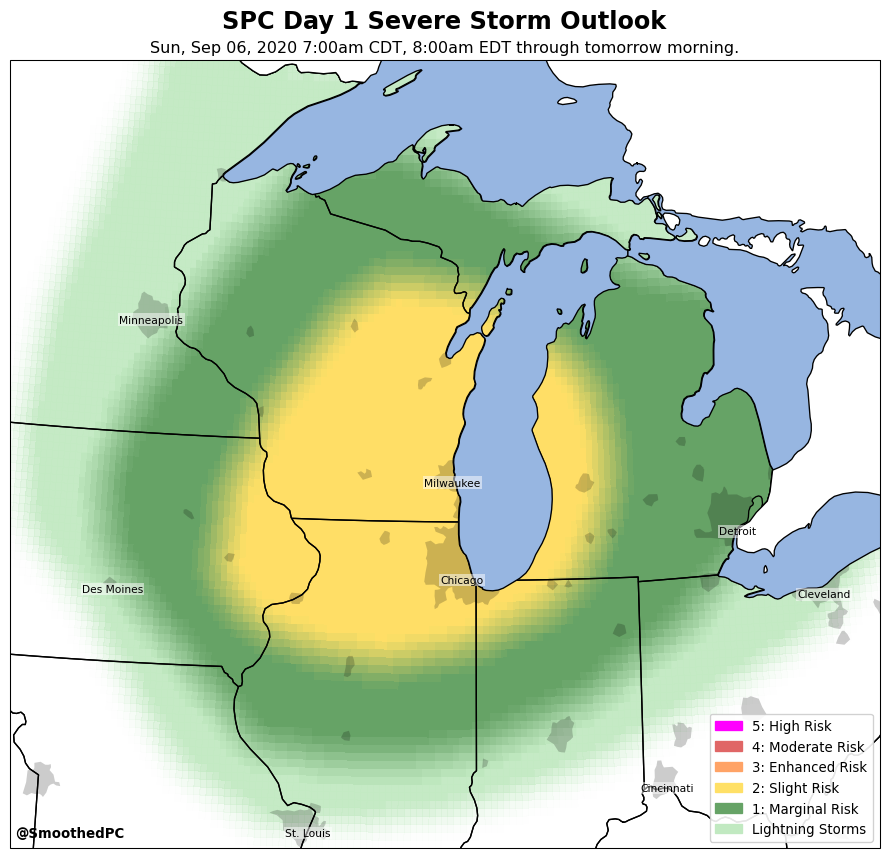 SPC Day 1 Severe Storm Outlook
Sun, Sep 06, 2020 7:00am CDT, 8:00am EDT through tomorrow morning.
Minneapolis
Milwaukee
Detroit
Chicago
Des Moines
Cleveland
Cincinnati
St. Louis
5: High Risk
4: Moderate Risk
3: Enhanced Risk
2: Slight Risk
1: Marginal Risk
Lightning Storms
@SmoothedPC